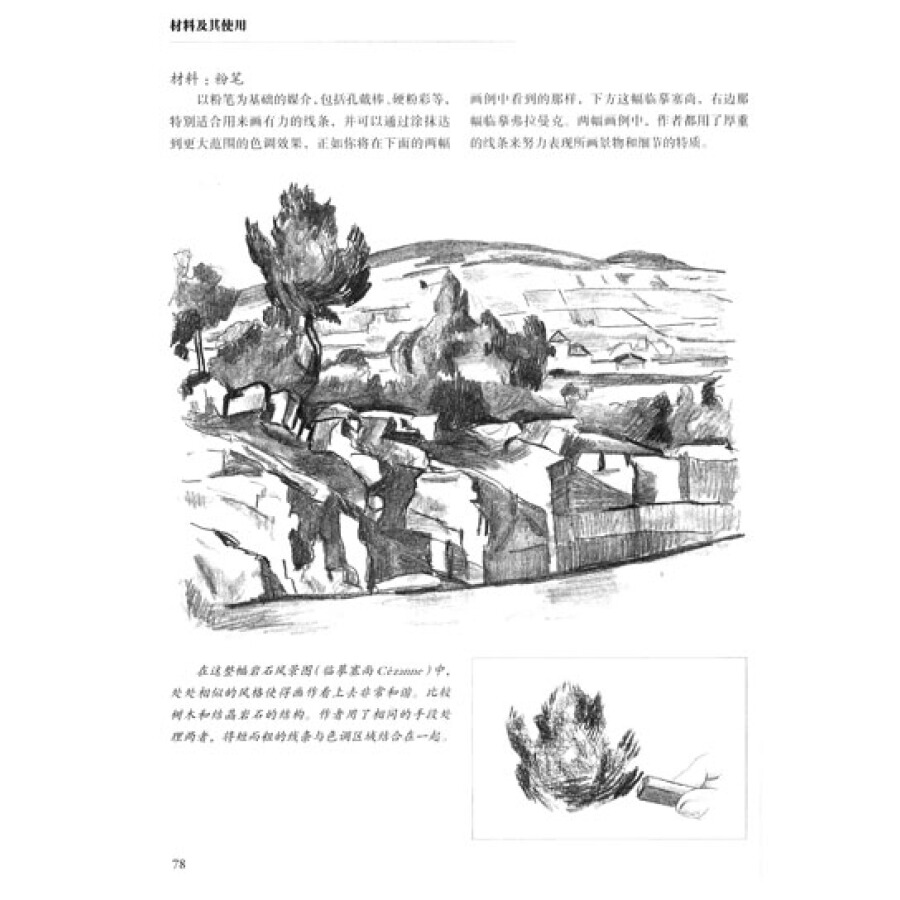 材料及其使用
材料：粉笔
以粉笔为基础的媒介，包括孔戴棒、硬粉彩等，
特别适合用来画有力的线条，并可以通过涂抹达
到更大范围的色调效果，正如你将在下面的两幅
画例中看到的那样，下方这幅临摹塞尚，右边那
幅临摹弗拉曼克。两幅画例中，作者都用了厚重
的线条来努力表现所画景物和细节的特质。
在这整幅岩石风景图（临摹塞尚Cézanne）中，
处处相似的风格使得画作看上去非常和谐。比较
树木和结晶岩石的结构。作者用了相同的手段处
理两者，将短而粗的线条与色调区域结合在一起。
78